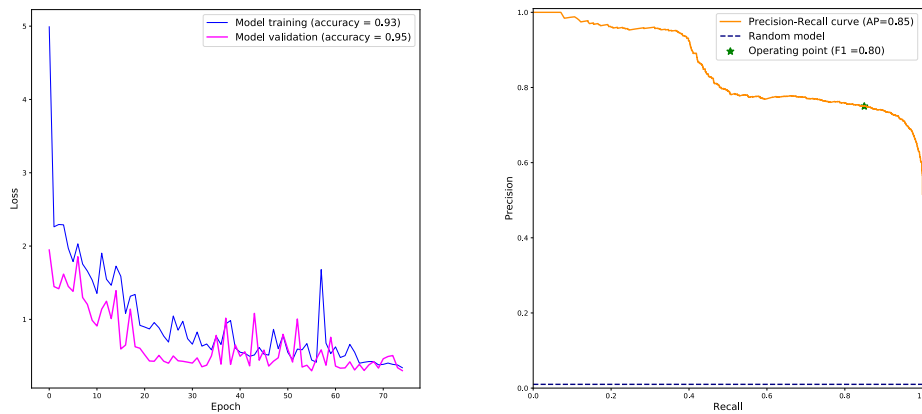 5
4
3
2
1
0
10
20
30
40
50
60
70
Epoch
Loss
Model training (accuracy = 0.93)
Model validation (accuracy = 0.95)
1.0
0.8
0.6
0.4
0.2
0.0
0.0
0.2
0.4
0.6
0.8
Recall
Precision
Precision-Recall curve (AP=0.85)
Random model
Operating point (F1 =0.80)